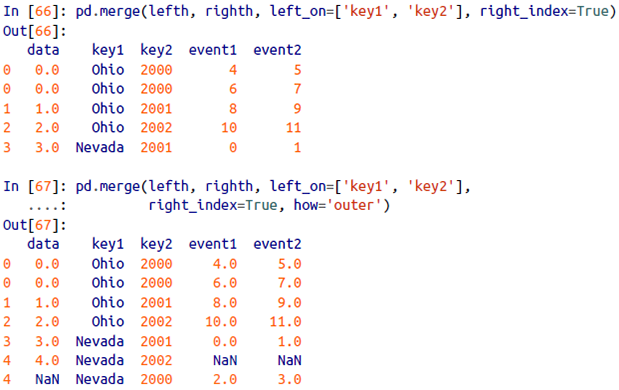 In [66]: pd.merge(lefth, righth, left_on=['key1', 'key2'], right_index=True)
Out[66]:
   data    key1  key2  event1  event2
0   0.0    Ohio  2000       4       5
0   0.0    Ohio  2000       6       7
1   1.0    Ohio  2001       8       9
2   2.0    Ohio  2002      10      11
3   3.0  Nevada  2001       0       1
In [67]: pd.merge(lefth, righth, left_on=['key1', 'key2'],
   ....:          right_index=True, how='outer')
Out[67]:
   data    key1  key2  event1  event2
0   0.0    Ohio  2000     4.0     5.0
0   0.0    Ohio  2000     6.0     7.0
1   1.0    Ohio  2001     8.0     9.0
2   2.0    Ohio  2002    10.0    11.0
3   3.0  Nevada  2001     0.0     1.0
4   4.0  Nevada  2002     NaN     NaN
4   NaN  Nevada  2000     2.0     3.0